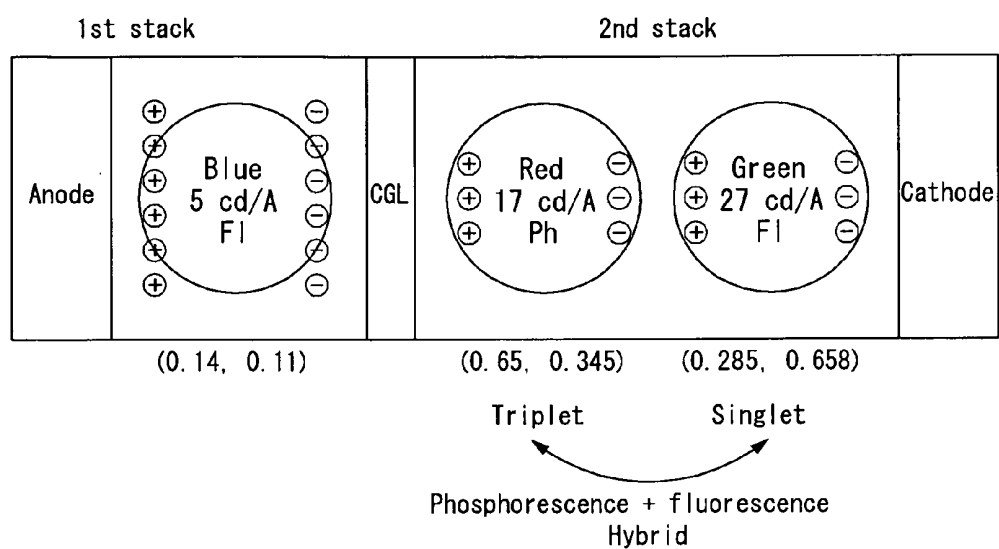 1st stack
2nd stack
Anode
Blue
5 cd/A
Fl
CGL
Red
17 cd/A
Ph
Green
27 cd/A
Fl
Cathode
(0.14, 0.11)
(0.65, 0.345)
(0.285, 0.658)
Triplet
Singlet
Phosphorescence + fluorescence
Hybrid